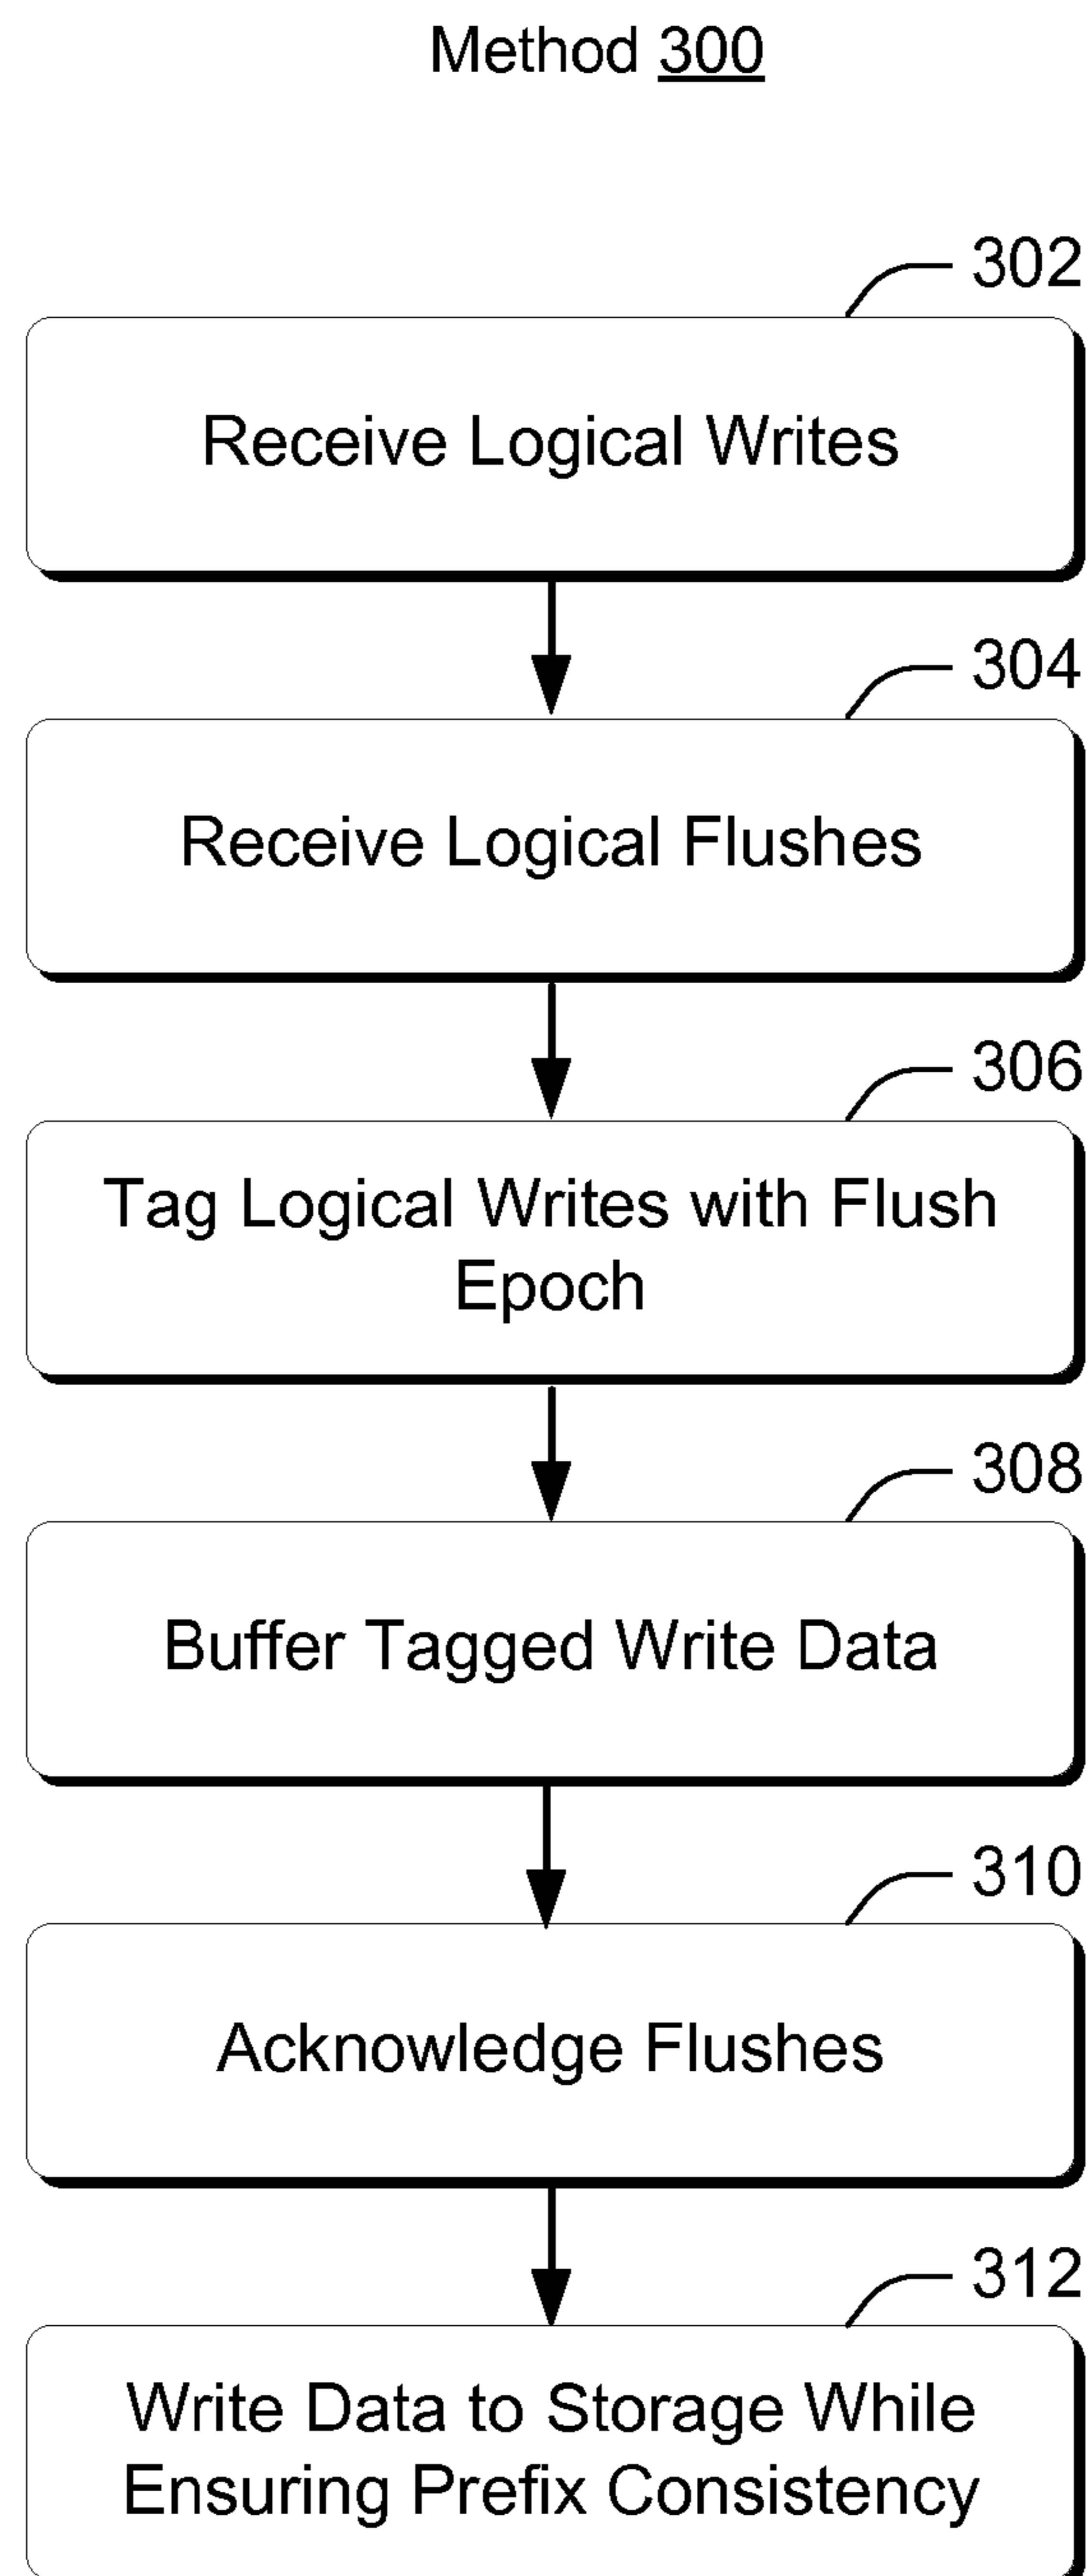 Method 300
302
Receive Logical Writes
304
Receive Logical Flushes
306
Tag Logical Writes with Flush
Epoch
308
Buffer Tagged Write Data
310
Acknowledge Flushes
312
Write Data to Storage While
Ensuring Prefix Consistency